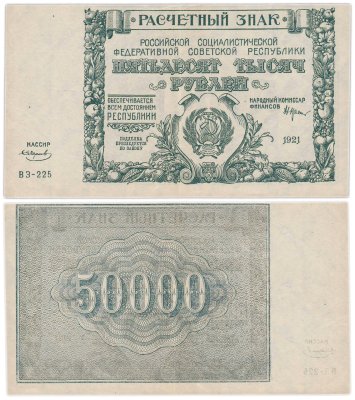 РАСЧЕТНЫЙ ЗНАК
РОССИЙСКОЙ СОЦИАЛИСТИЧЕСКОЙ
ФЕДЕРАТИВНОЙ СОВЕТСКОЙ РЕСПУБЛИКИ
ПЯТЬДЕСЯТ ТЫСЯЧ
РУБЛЕЙ
ОБЕСПЕЧИВАЕТСЯ
ВСЕМ ДОСТОЯНИЕМ
РЕСПУБЛИКИ
НАРОДНЫЙ КОМИССАР
ФИНАНСОВ
ПОДДЕЛКА
ПРЕСЛЕДУЕТСЯ
ПО ЗАКОНУ
1921
КАССИР
ВЗ-225
50000